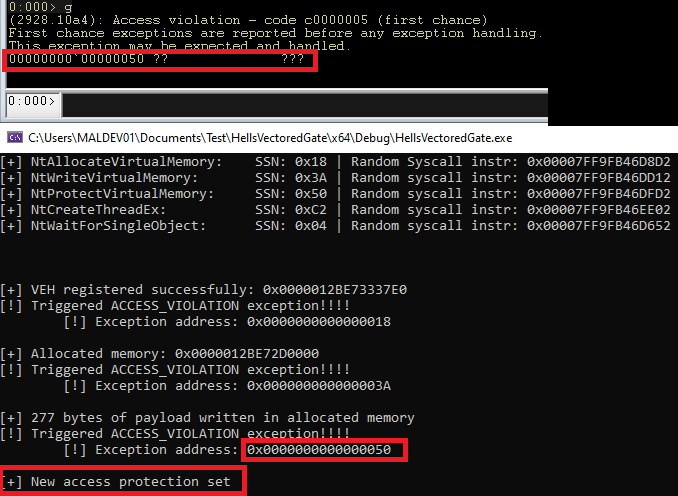 0:000> g
(2928.10a4): Access violation - code c0000005 (first chance)
First chance exceptions are reported before any exception handling.
This exception may be expected and handled.
00000000`00000050 ?? ???
0:000>
C:\Users\MALDEV01\Documents\Test\HellsVectoredGate\x64\Debug\HellsVectoredGate.exe
[+] NtAllocateVirtualMemory: SSN: 0x18 | Random Syscall instr: 0x00007FF9FB46D8D2
[+] NtWriteVirtualMemory: SSN: 0x3A | Random Syscall instr: 0x00007FF9FB46DD12
[+] NtProtectVirtualMemory: SSN: 0x50 | Random Syscall instr: 0x00007FF9FB46DFD2
[+] NtCreateThreadEx: SSN: 0xC2 | Random Syscall instr: 0x00007FF9FB46EE02
[+] NtWaitForSingleObject: SSN: 0x04 | Random Syscall instr: 0x00007FF9FB46D652
[+] VEH registered successfully: 0x0000012BE73337E0
[!] Triggered ACCESS_VIOLATION exception!!!!
[!] Exception address: 0x0000000000000018
[+] Allocated memory: 0x0000012BE72D0000
[!] Triggered ACCESS_VIOLATION exception!!!!
[!] Exception address: 0x000000000000003A
[+] 277 bytes of payload written in allocated memory
[!] Triggered ACCESS_VIOLATION exception!!!!
[!] Exception address: 0x0000000000000050
[+] New access protection set